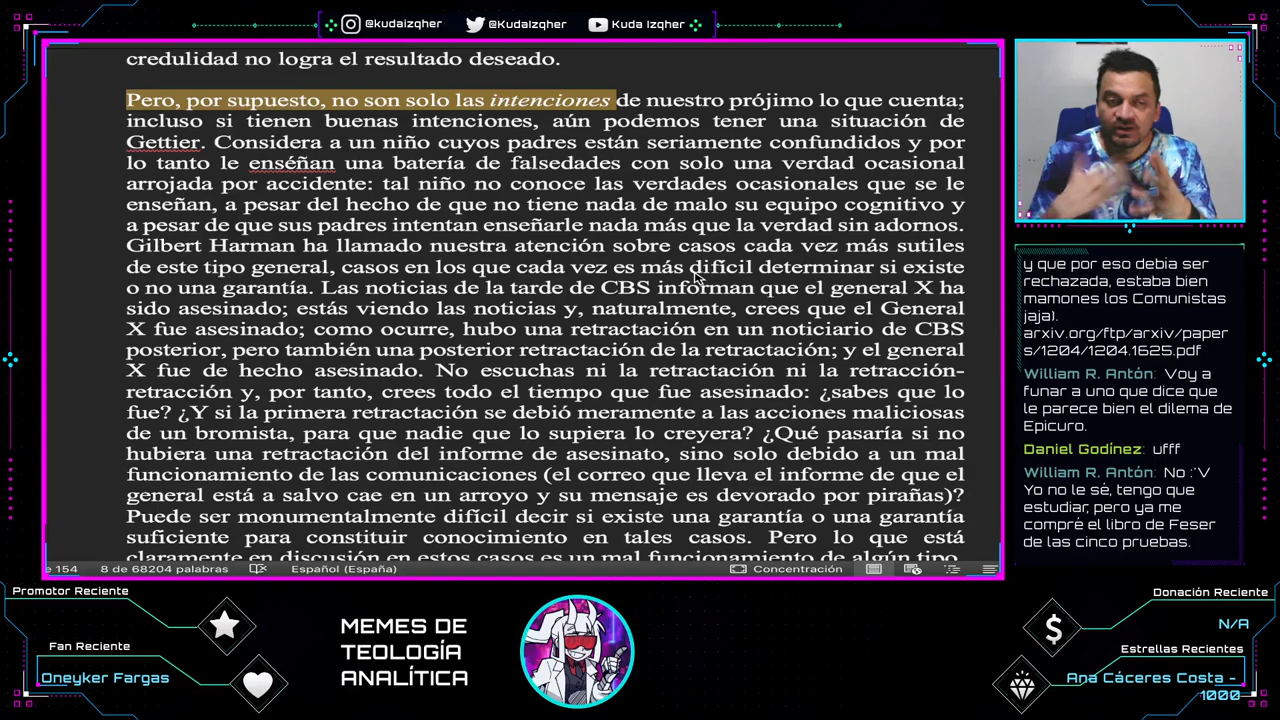 @kudaizqher
@KudaIzqher
Kuda Izqher
credulidad no logra el resultado deseado.
Pero, por supuesto, no son solo las intenciones de nuestro prójimo lo que cuenta;
incluso si tienen buenas intenciones, aún podemos tener una situación de
Gettier. Considera a un niño cuyos padres están seriamente confundidos y por
lo tanto le enséñan una batería de falsedades con solo una verdad ocasional
arrojada por accidente: tal niño no conoce las verdades ocasionales que se le
enseñan, a pesar del hecho de que no tiene nada de malo su equipo cognitivo y
a pesar de que sus padres intentan enseñarle nada más que la verdad sin adornos.
Gilbert Harman ha llamado nuestra atención sobre casos cada vez más sutiles
de este tipo general, casos en los que cada vez es más difícil determinar si existe
o no una garantía. Las noticias de la tarde de CBS informan que el general X ha
sido asesinado; estás viendo las noticias y, naturalmente, crees que el General
X fue asesinado; como ocurre, hubo una retractación en un noticiario de CBS
posterior, pero también una posterior retractación de la retractación; y el general
X fue de hecho asesinado. No escuchas ni la retractación ni la retracción-
retracción y, por tanto, crees todo el tiempo que fue asesinado: ¿sabes que lo
fue? ¿Y si la primera retractación se debió meramente a las acciones maliciosas
de un bromista, para que nadie que lo supiera lo creyera? ¿Qué pasaría si no
hubiera una retractación del informe de asesinato, sino solo debido a un mal
funcionamiento de las comunicaciones (el correo que lleva el informe de que el
general está a salvo cae en un arroyo y su mensaje es devorado por pirañas)?
Puede ser monumentalmente difícil decir si existe una garantía o una garantía
suficiente para constituir conocimiento en tales casos. Pero lo que está
claramente en discusión en estos casos es un mal funcionamiento de algún tipo.
e 154 8 de 68204 palabras Español (España) Concentración
y que por eso debia ser
rechazada, estaba bien
mamones los Comunistas
jaja).
arxiv.org/ftp/arxiv/paper
s/1204/1204.1625.pdf
William R. Antón: Voy a
funar a uno que dice que
le parece bien el dilema de
Epicuro.
Daniel Godínez: ufff
William R. Antón: No :'V
Yo no le sé, tengo que
estudiar, pero ya me
compré el libro de Feser
de las cinco pruebas.
Promotor Reciente
Fan Reciente
Oneyker Fargas
MEMES DE
TEOLOGÍA
ANALÍTICA
Donación Reciente
N/A
Estrellas Recientes
Ana Cáceres Costa -
1000